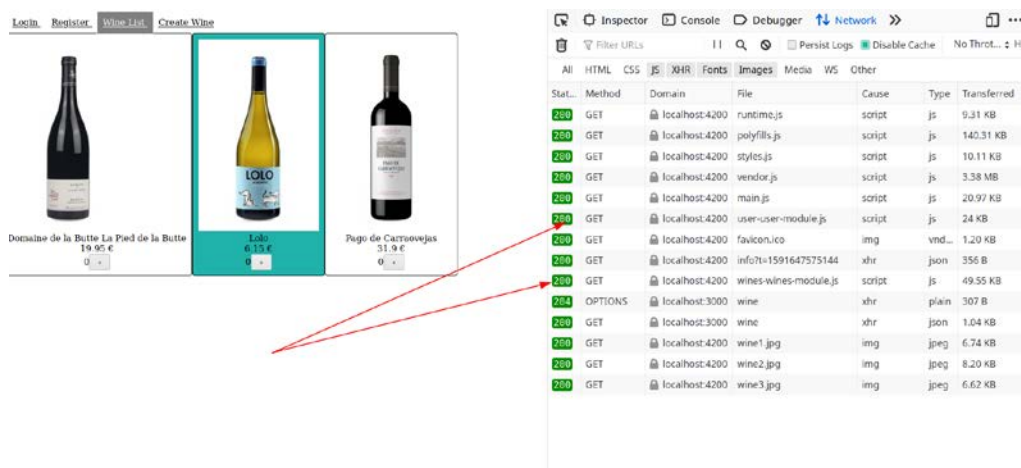 Login Register Wine List Create Wine
LOLO
Domaine de la Butte La Pied de la Butte
19.95 €
0 +
Lolo
6.15 €
0 +
Pago de Carraovejas
31.9 €
0 +
Inspector Console Debugger Network
Filter URLs Persist Logs Disable Cache No Throt... H
All HTML CSS JS XHR Fonts Images Media WS Other
Stat... Method Domain File Cause Type Transferred
200 GET localhost:4200 runtime.js script js 9.31 KB
200 GET localhost:4200 polyfills.js script js 140.31 KB
200 GET localhost:4200 styles.js script js 10.11 KB
200 GET localhost:4200 vendor.js script js 3.38 MB
200 GET localhost:4200 main.js script js 20.97 KB
200 GET localhost:4200 user-user-module.js script js 24 KB
200 GET localhost:4200 favicon.ico img vnd... 1.20 KB
200 GET localhost:4200 info?t=1591647575144 xhr json 356 B
200 GET localhost:4200 wines-wines-module.js script js 49.55 KB
204 OPTIONS localhost:3000 wine xhr plain 307 B
200 GET localhost:3000 wine xhr json 1.04 KB
200 GET localhost:4200 wine1.jpg img jpeg 6.74 KB
200 GET localhost:4200 wine2.jpg img jpeg 8.20 KB
200 GET localhost:4200 wine3.jpg img jpeg 6.62 KB